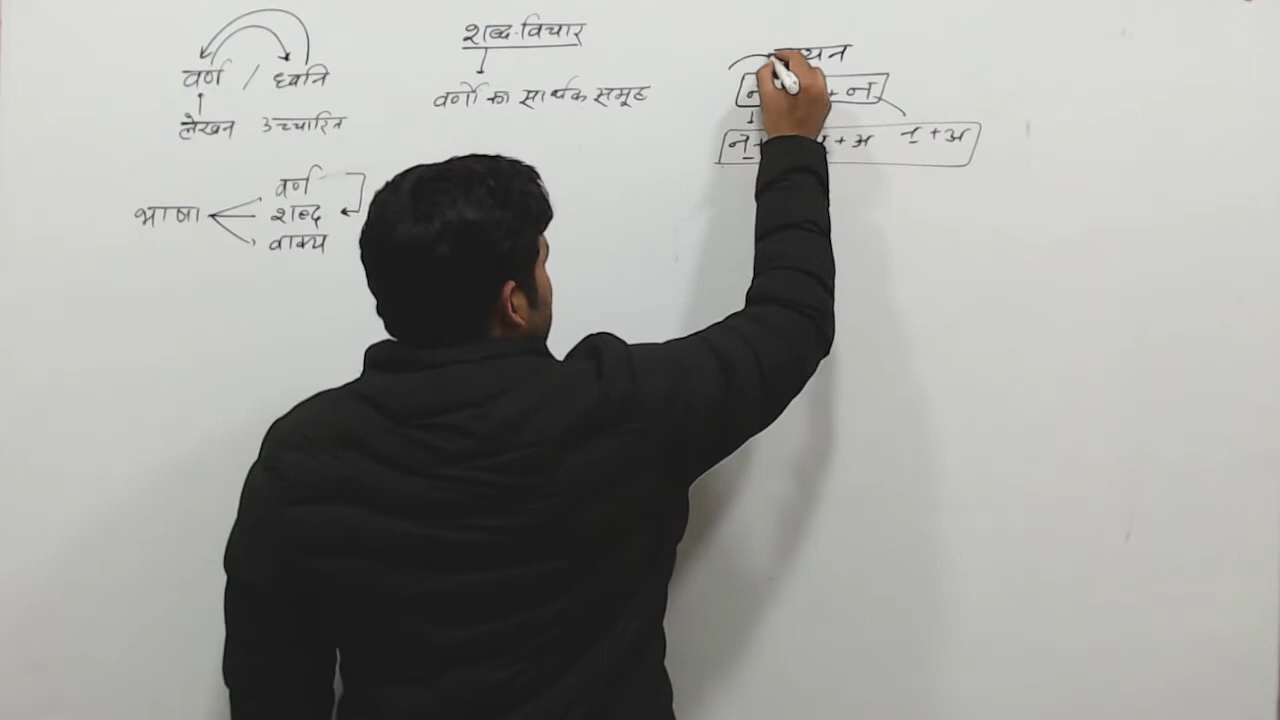 वर्ण / ध्वनि
लेखन उच्चारित
भाषा
वर्ण
शब्द
वाक्य
शब्द-विचार
वर्णो का सार्थक समूह
+ न
न् +
+ अ न् + अ